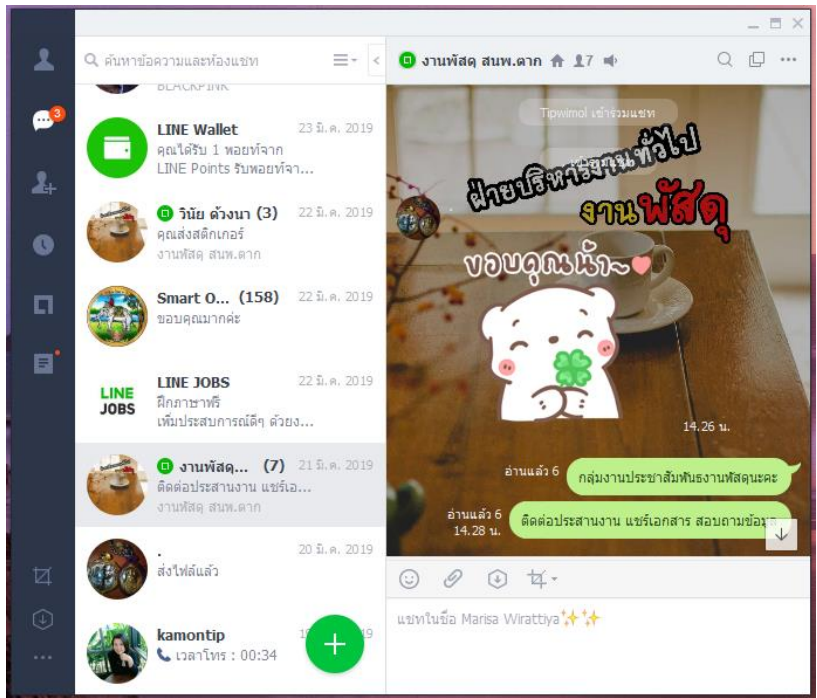 3
ค้นหาข้อความและห้องแชท
BLACKPINK
LINE Wallet 23 มี.ค. 2019
คุณได้รับ 1 พอยท์จาก
LINE Points รับพอยท์จา...
วินัย ด้วงนา (3) 22 มี.ค. 2019
คุณส่งสติกเกอร์
งานพัสดุ สนพ.ตาก
Smart O... (158) 22 มี.ค. 2019
ขอบคุณมากค่ะ
LINE JOBS
LINE JOBS 22 มี.ค. 2019
ฝึกภาษาฟรี
เพิ่มประสบการณ์ดีๆ ด้วยง...
งานพัสดุ... (7) 21 มี.ค. 2019
ติดต่อประสานงาน แชร์เอ...
งานพัสดุ สนพ.ตาก
. 20 มี.ค. 2019
ส่งไฟล์แล้ว
kamontip
เวลาโทร : 00:34
งานพัสดุ สนพ.ตาก 7
Tipwimol เข้าร่วมแชท
ฝ่ายบริหารงานทั่วไป
งานพัสดุ
ขอบคุณน้า~
14.26 น.
อ่านแล้ว 6 กลุ่มงานประชาสัมพันธงานพัสดุนะคะ
อ่านแล้ว 6
14.28 น.
ติดต่อประสานงาน แชร์เอกสาร สอบถามข้อมูล
แชทในชื่อ Marisa Wirattiya✨✨